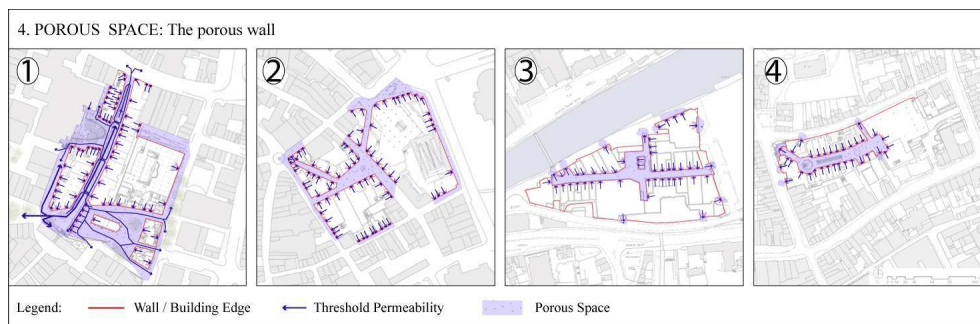 4. POROUS SPACE: The porous wall
1
2
3
4
Legend:
Wall / Building Edge
Threshold Permeability
Porous Space